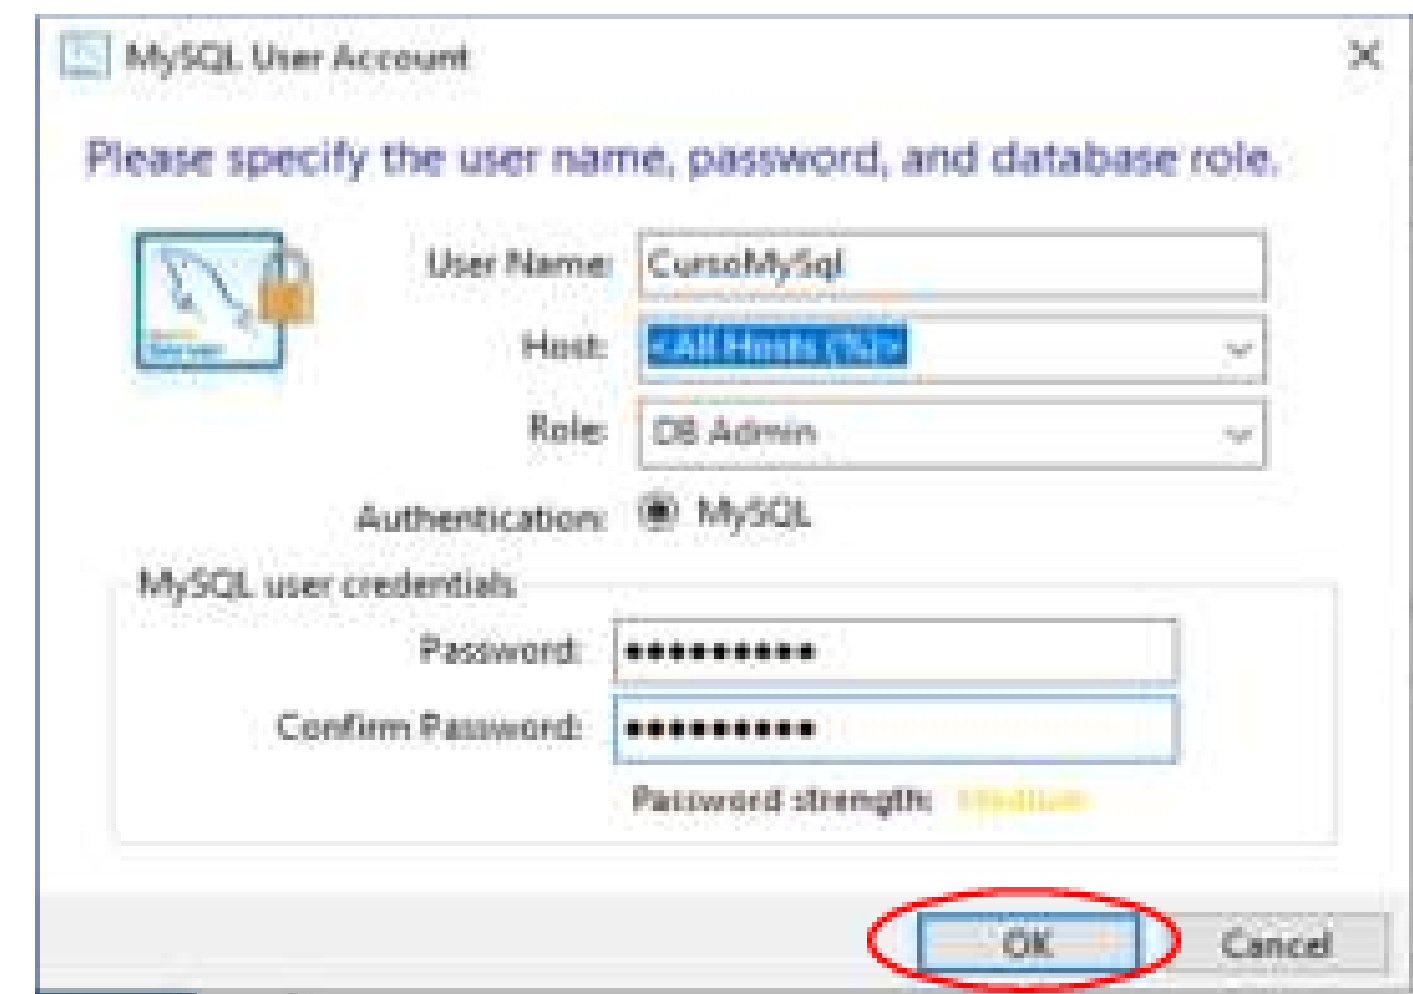 MySQL User Account
Please specify the user name, password, and database role.
User Name: CursoMySql
Host: <All Hosts (%)>
Role: DB Admin
Authentication: MySQL
MySQL user credentials
Password: •••••••••
Confirm Password: •••••••••
Password strength: Medium
OK Cancel